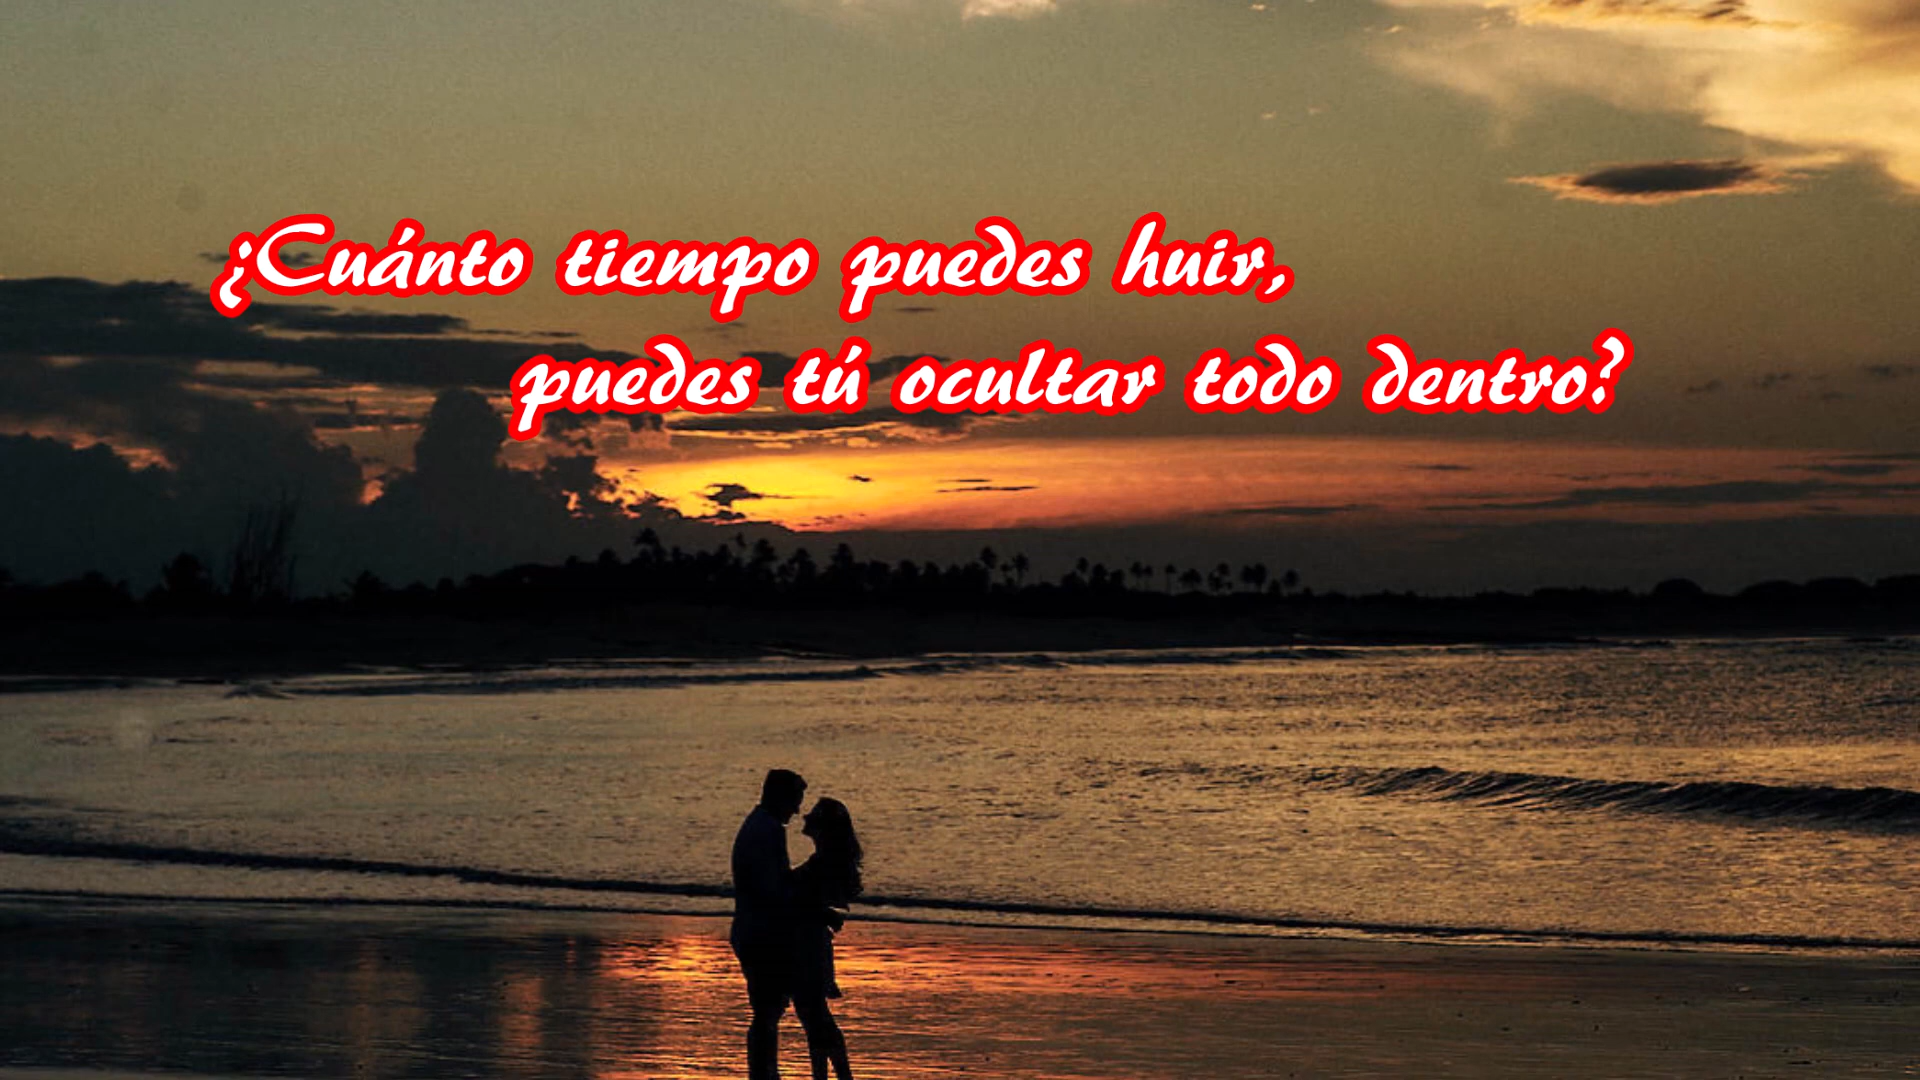 ¿Cuánto tiempo puedes huir,
puedes tú ocultar todo dentro?